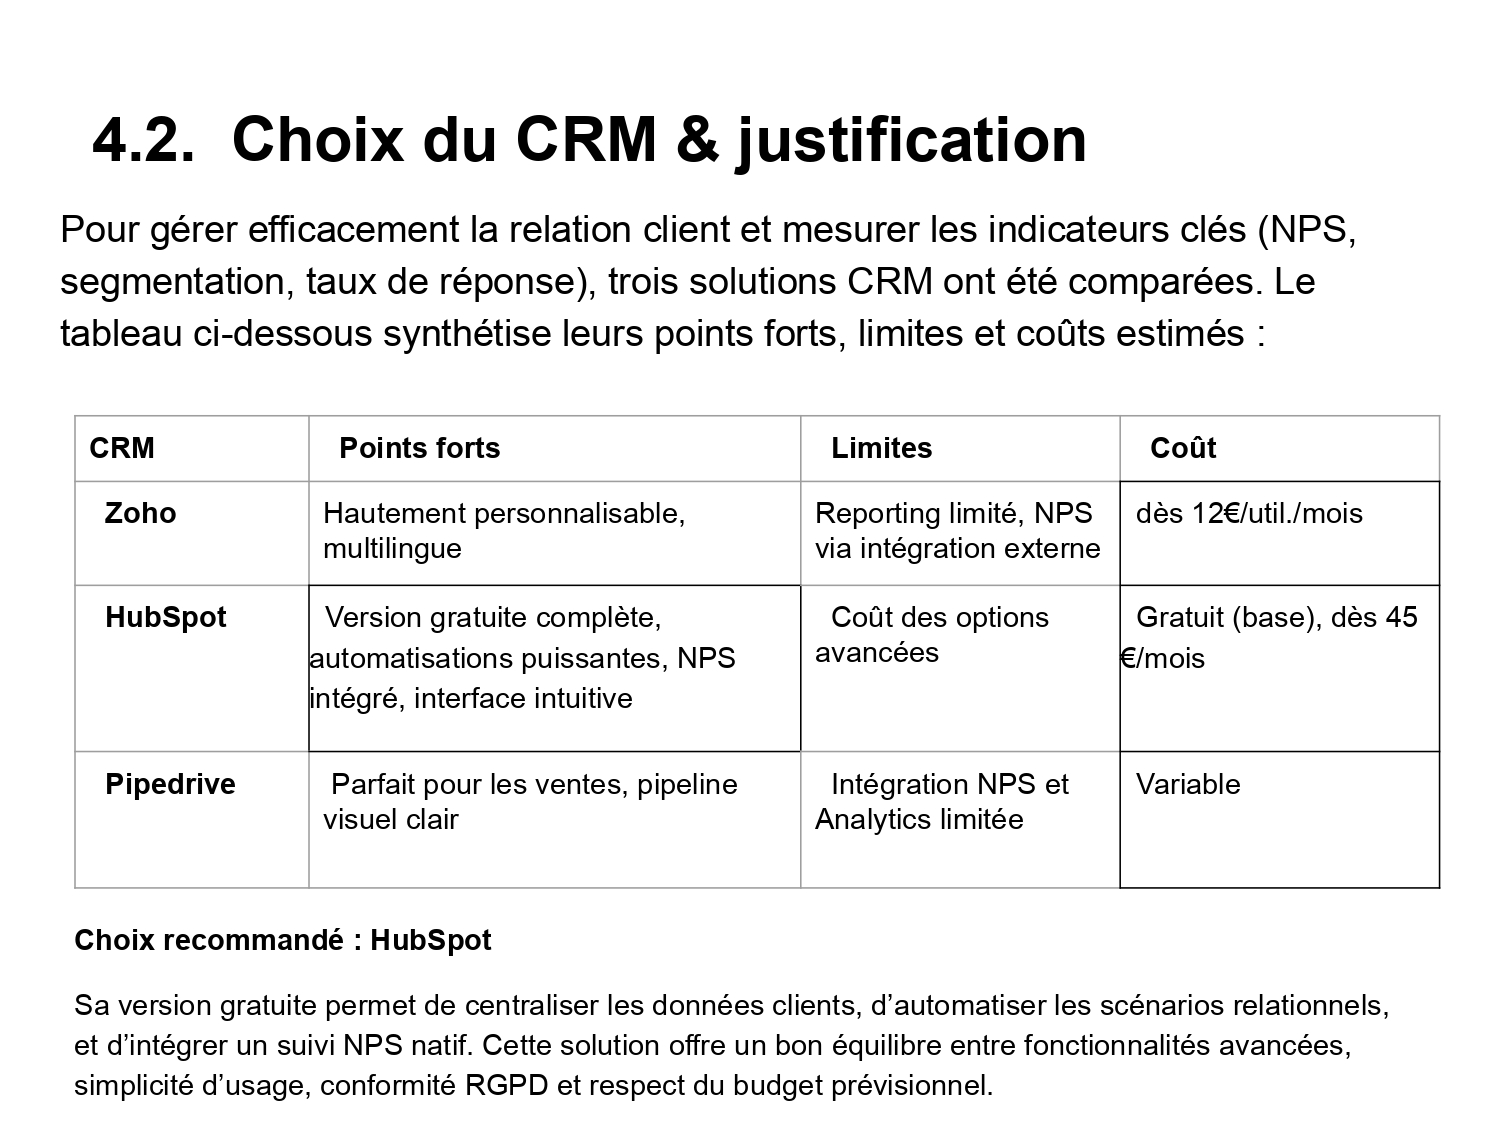 4.2. Choix du CRM & justification
Pour gérer efficacement la relation client et mesurer les indicateurs clés (NPS,
segmentation, taux de réponse), trois solutions CRM ont été comparées. Le
tableau ci-dessous synthétise leurs points forts, limites et coûts estimés :
CRM
Points forts
Limites
Coût
Zoho
Hautement personnalisable,
multilingue
Reporting limité, NPS
via intégration externe
dès 12€/util./mois
HubSpot
Version gratuite complète,
automatisations puissantes, NPS
intégré, interface intuitive
Coût des options
avancées
Gratuit (base), dès 45
€/mois
Pipedrive
Parfait pour les ventes, pipeline
visuel clair
Intégration NPS et
Analytics limitée
Variable
Choix recommandé : HubSpot
Sa version gratuite permet de centraliser les données clients, d’automatiser les scénarios relationnels,
et d’intégrer un suivi NPS natif. Cette solution offre un bon équilibre entre fonctionnalités avancées,
simplicité d’usage, conformité RGPD et respect du budget prévisionnel.